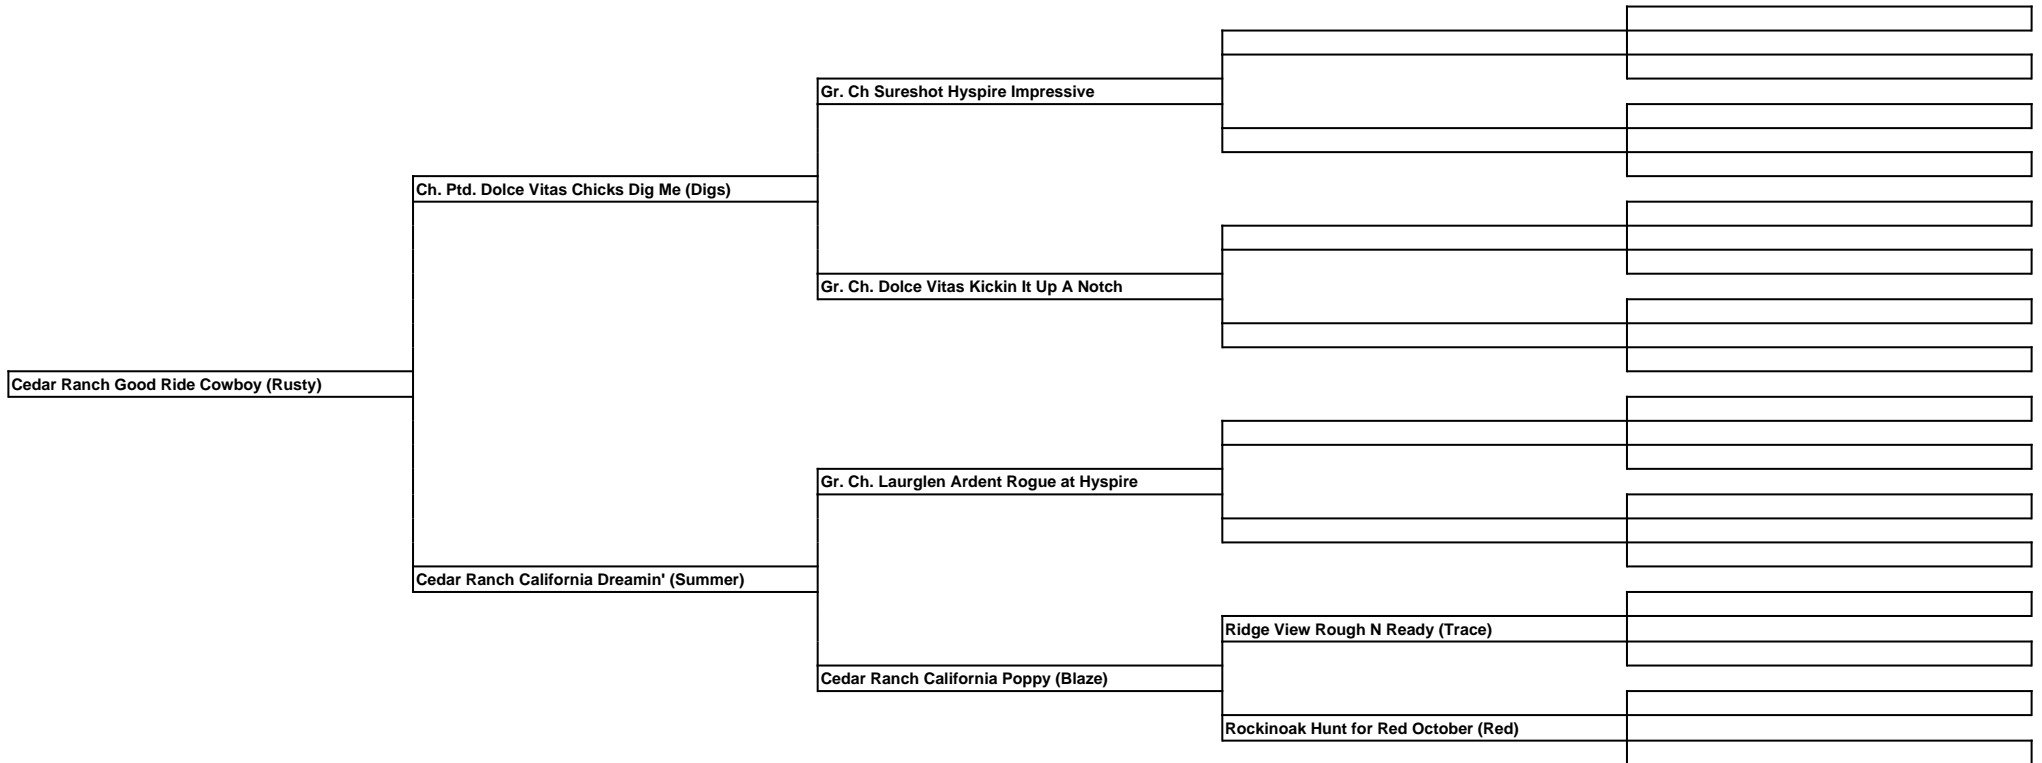 Gr. Ch Sureshot Hyspire Impressive
Ch. Ptd. Dolce Vitas Chicks Dig Me (Digs)
Gr. Ch. Dolce Vitas Kickin It Up A Notch
Cedar Ranch Good Ride Cowboy (Rusty)
Gr. Ch. Laurglen Ardent Rogue at Hyspire
Cedar Ranch California Dreamin' (Summer)
Ridge View Rough N Ready (Trace)
Cedar Ranch California Poppy (Blaze)
Rockinoak Hunt for Red October (Red)